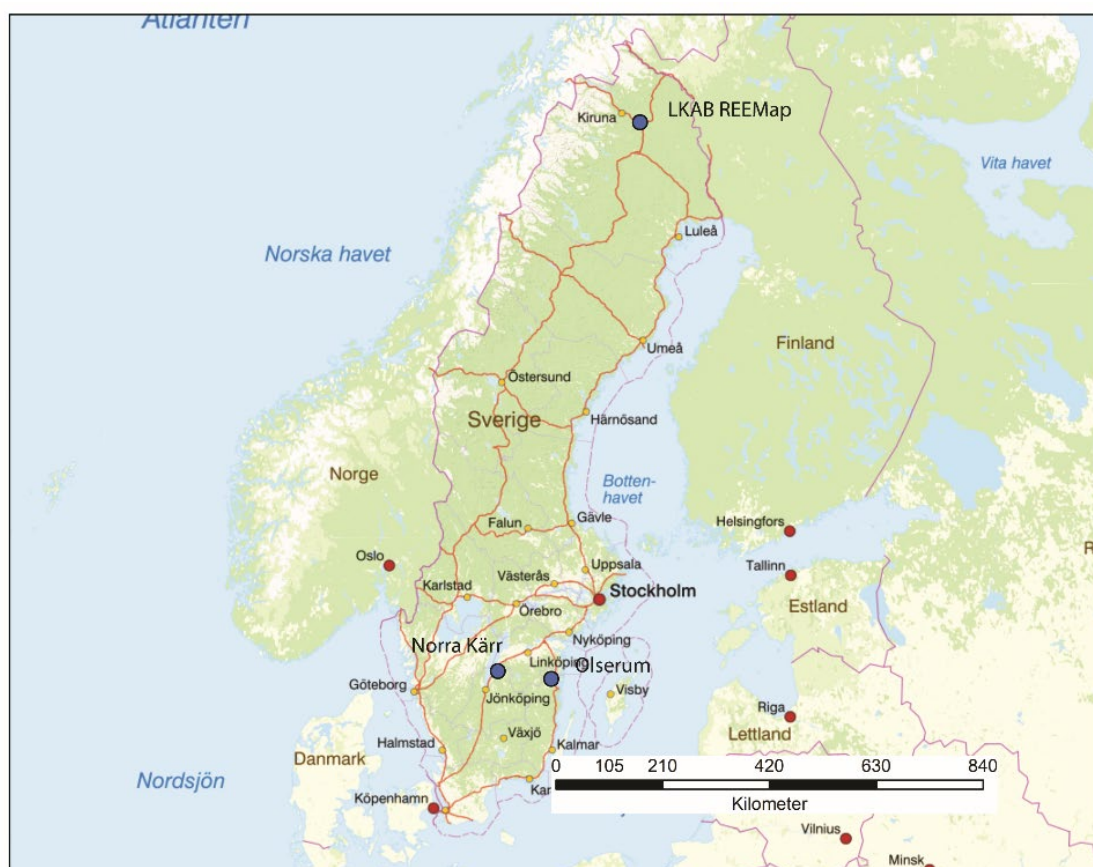 Atlanten
LKAB REEMap
Kiruna
Vita havet
Luleå
Norska havet
Umeå
Finland
Östersund
Sverige
Härnösand
Norge
Botten-
havet
Falun
Gävle
Helsingfors
Oslo
Uppsala
Tallinn
Karlstad
Västerås
Stockholm
Örebro
Estland
Norra Kärr
Nyköping
Linköping
Olserum
Göteborg
Jönköping
Visby
Riga
Växjö
Lettland
Halmstad
Kalmar
Danmark
Nordsjön
Kar
0 105 210 420 630 840
Kilometer
Köpenhamn
Vilnius
Minsk